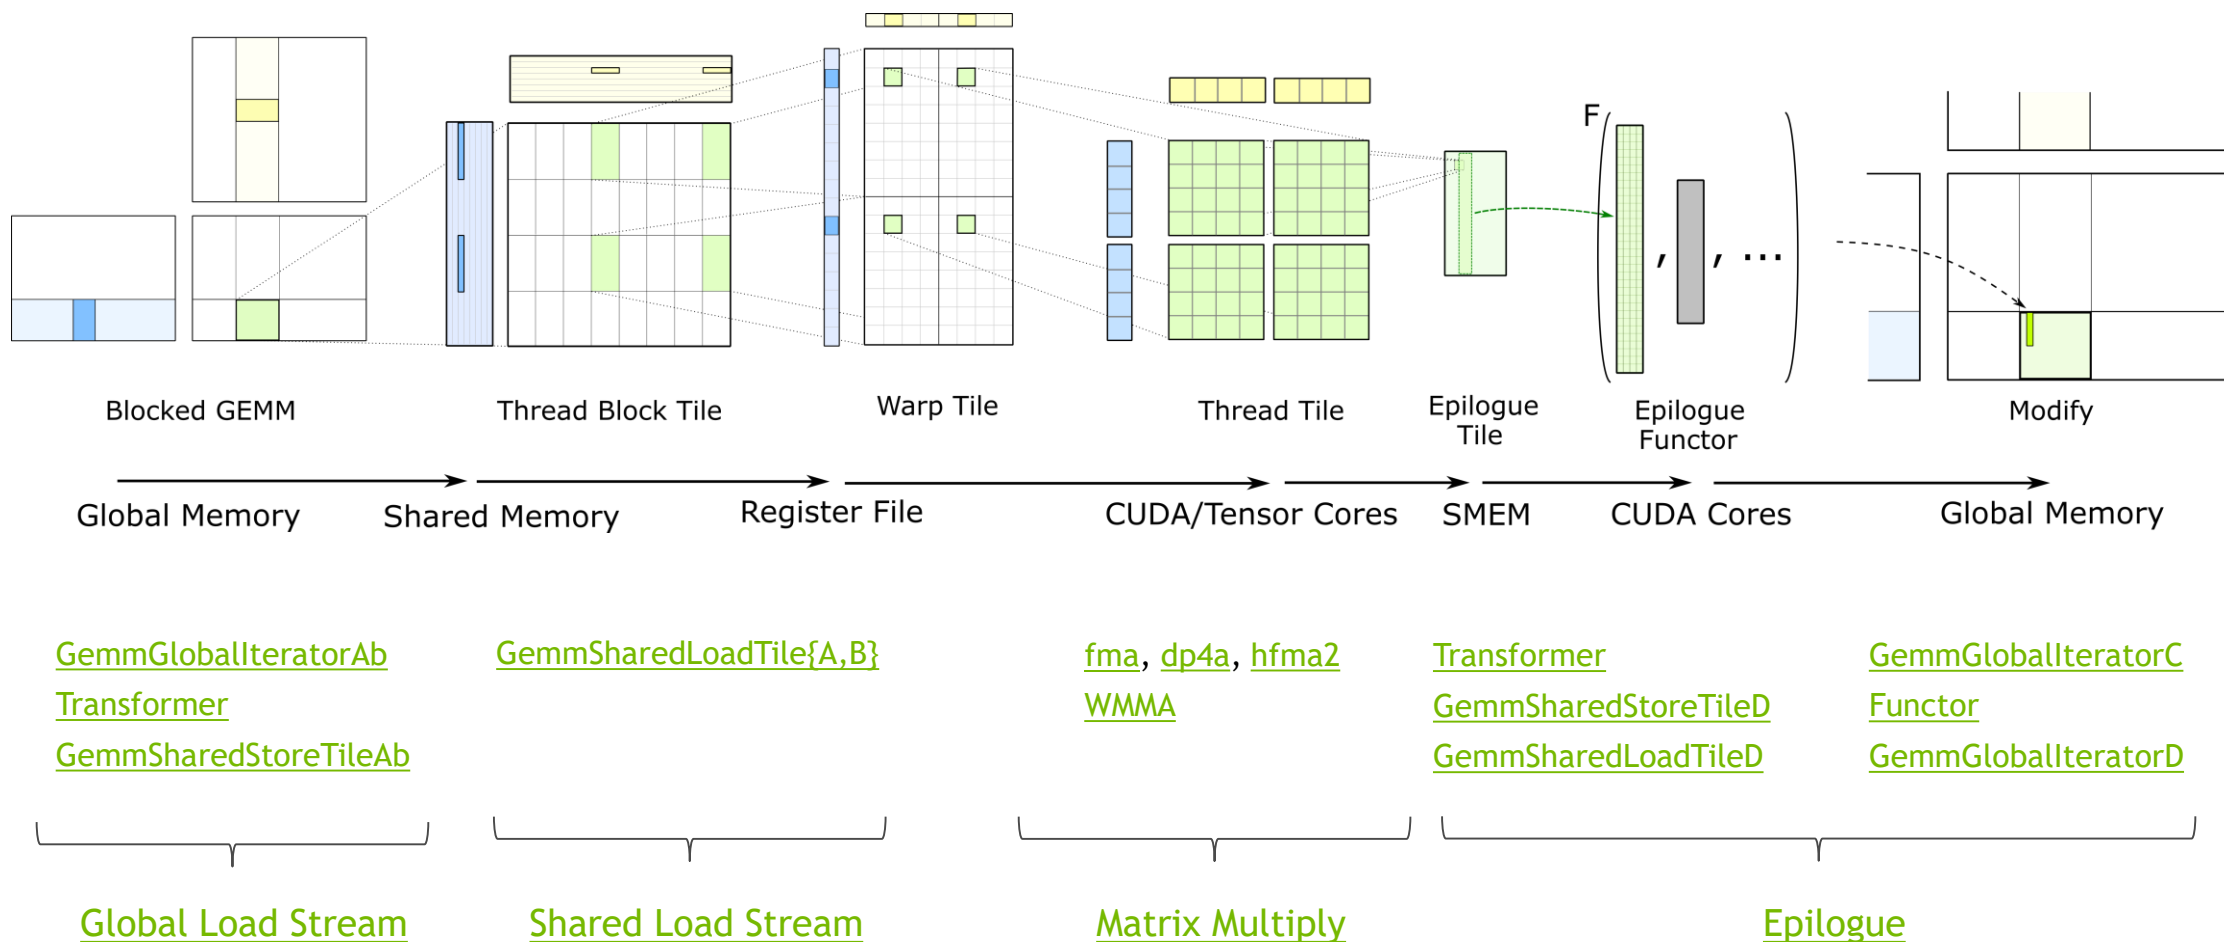 F
, , ...
Blocked GEMM
Thread Block Tile
Warp Tile
Thread Tile
Epilogue
Tile
Epilogue
Functor
Modify
Global Memory
Shared Memory
Register File
CUDA/Tensor Cores
SMEM
CUDA Cores
Global Memory
GemmGlobalIteratorAb
Transformer
GemmSharedStoreTileAb
GemmSharedLoadTile{A,B}
fma, dp4a, hfma2
WMMA
Transformer
GemmSharedStoreTileD
GemmSharedLoadTileD
GemmGlobalIteratorC
Functor
GemmGlobalIteratorD
Global Load Stream
Shared Load Stream
Matrix Multiply
Epilogue